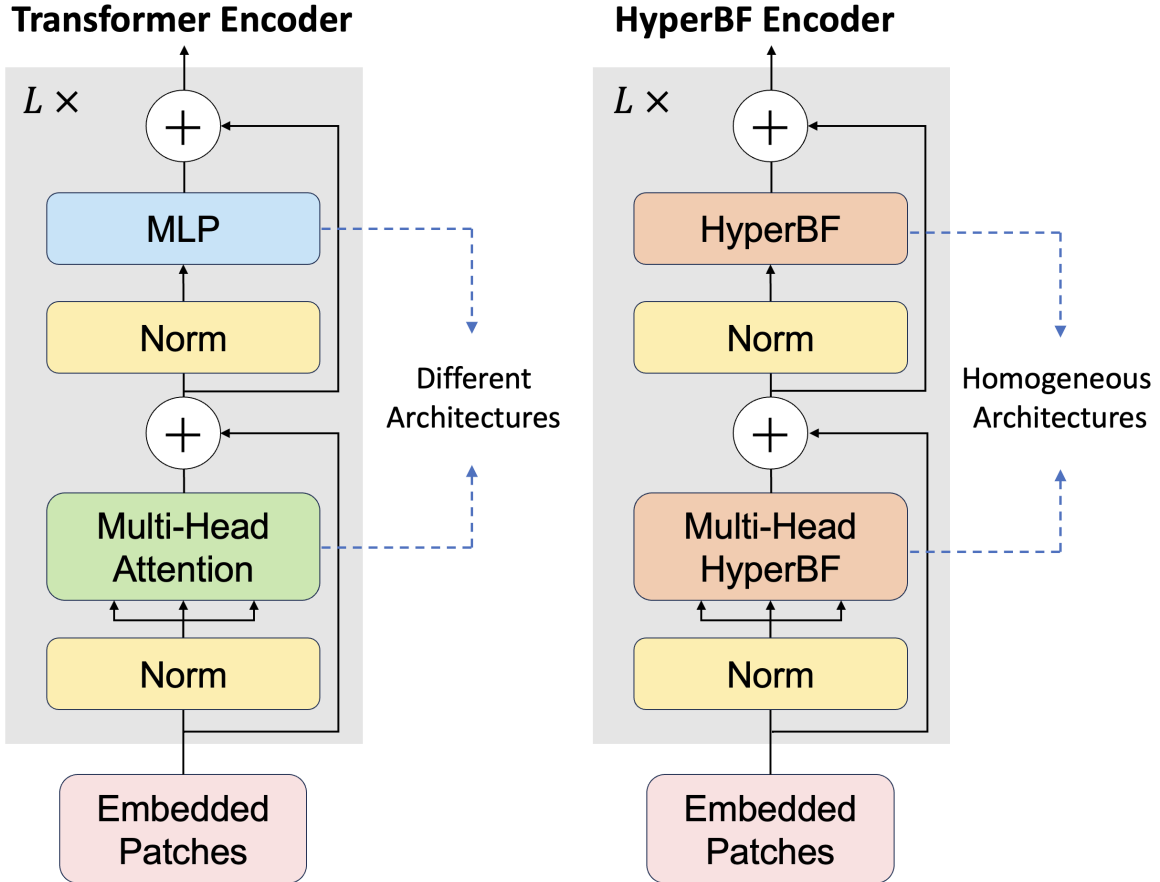 Transformer Encoder
L ×
+
MLP
Norm
+
Multi-Head
Attention
Norm
Embedded
Patches
Different
Architectures
HyperBF Encoder
L ×
+
HyperBF
Norm
+
Multi-Head
HyperBF
Norm
Embedded
Patches
Homogeneous
Architectures